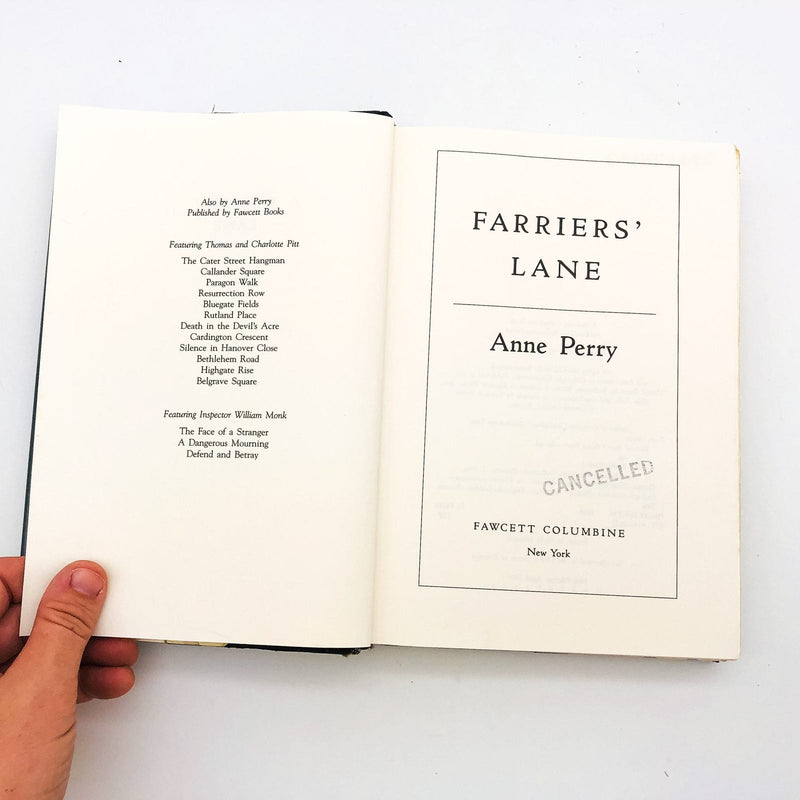 Also by Anne Perry
Published by Fawcett Books
Featuring Thomas and Charlotte Pitt
The Cater Street Hangman
Callander Square
Paragon Walk
Resurrection Row
Bluegate Fields
Rutland Place
Death in the Devil's Acre
Cardington Crescent
Silence in Hanover Close
Bethlehem Road
Highgate Rise
Belgrave Square
Featuring Inspector William Monk
The Face of a Stranger
A Dangerous Mourning
Defend and Betray
FARRIERS'
LANE
Anne Perry
CANCELLED
FAWCETT COLUMBINE
New York